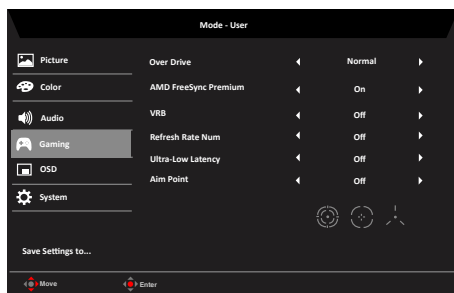 Mode - User
Picture
Color
Audio
Gaming
OSD
System
Save Settings to...
Over Drive Normal
AMD FreeSync Premium On
VRB Off
Refresh Rate Num Off
Ultra-Low Latency Off
Aim Point Off
Move Enter